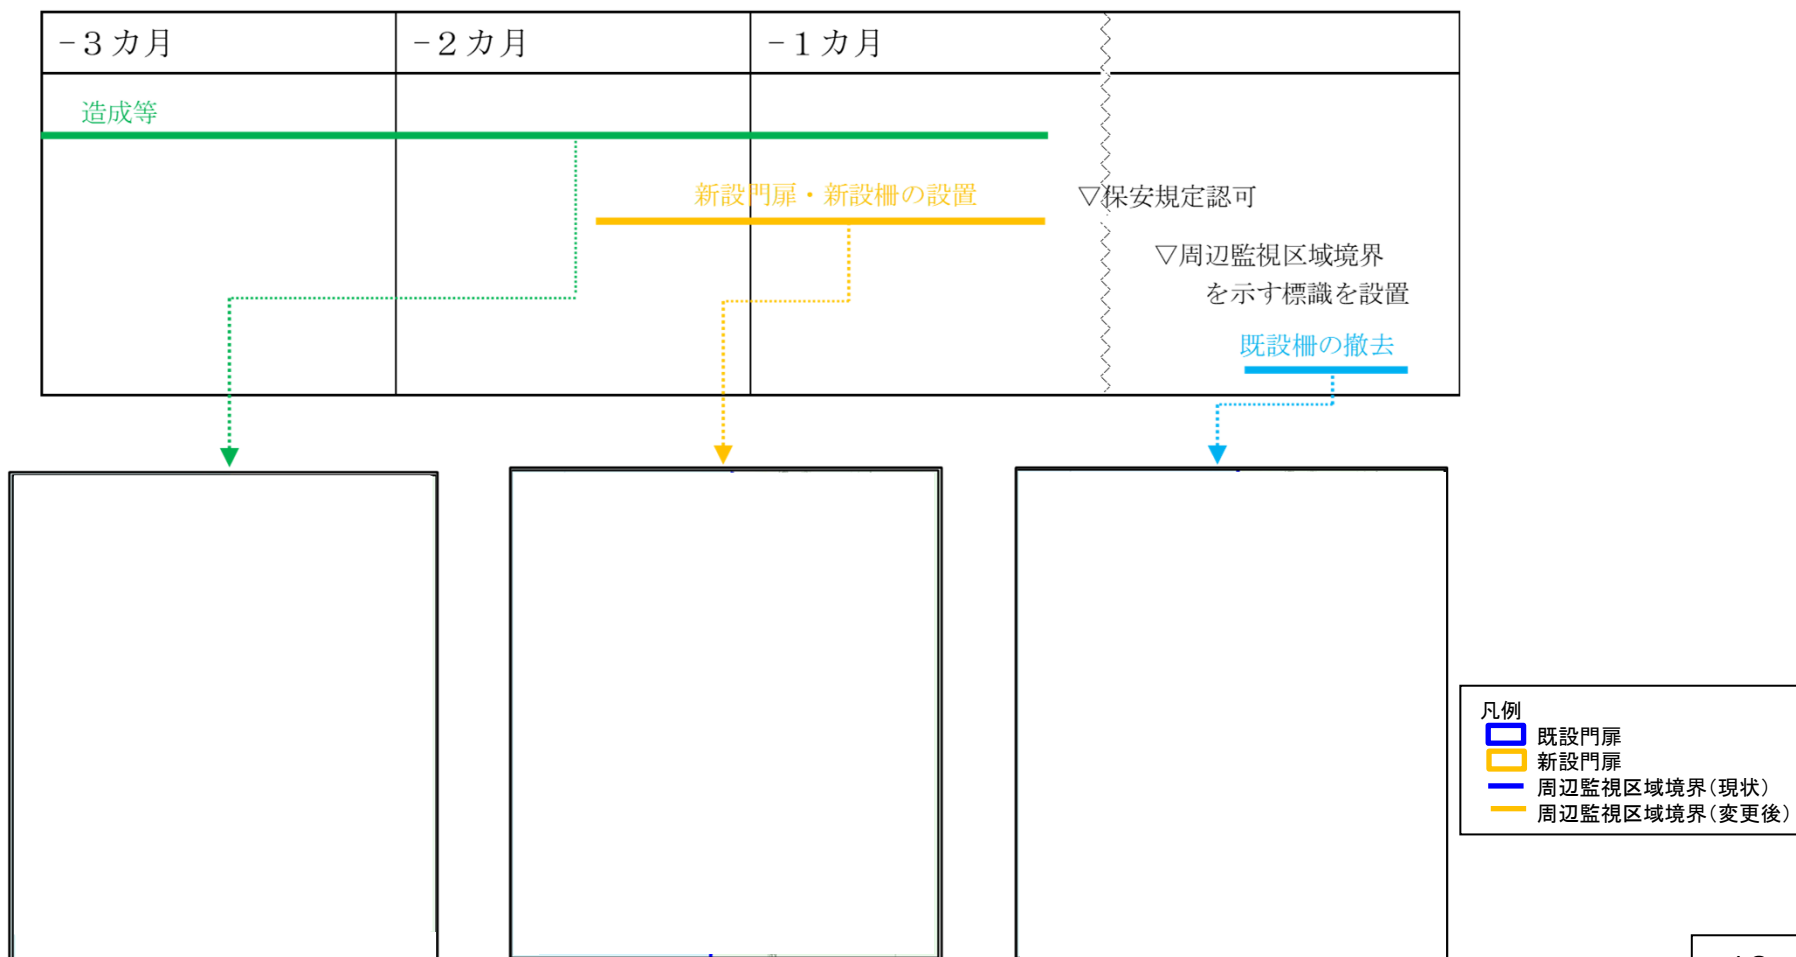 −３カ月
−２カ月
−１カ月
造成等
新設門扉・新設柵の設置
▽保安規定認可
▽周辺監視区域境界
を示す標識を設置
既設柵の撤去
凡例
既設門扉
新設門扉
周辺監視区域境界（現状）
周辺監視区域境界（変更後）